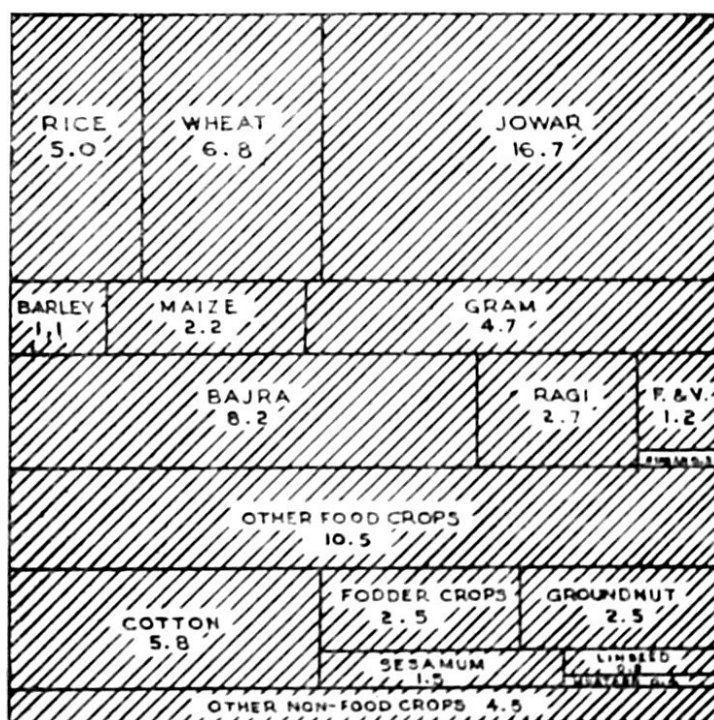 RICE
5.0
WHEAT
6.8
JOWAR
16.7
BARLEY
1.1
MAIZE
2.2
GRAM
4.7
BAJRA
8.2
RAGI
2.7
F. & V.
1.2
OTHER FOOD CROPS
10.5
COTTON
5.8
FODDER CROPS
2.5
GROUNDNUT
2.5
SESAMUM
1.5
LINSEED
OTHER NON-FOOD CROPS 4.5